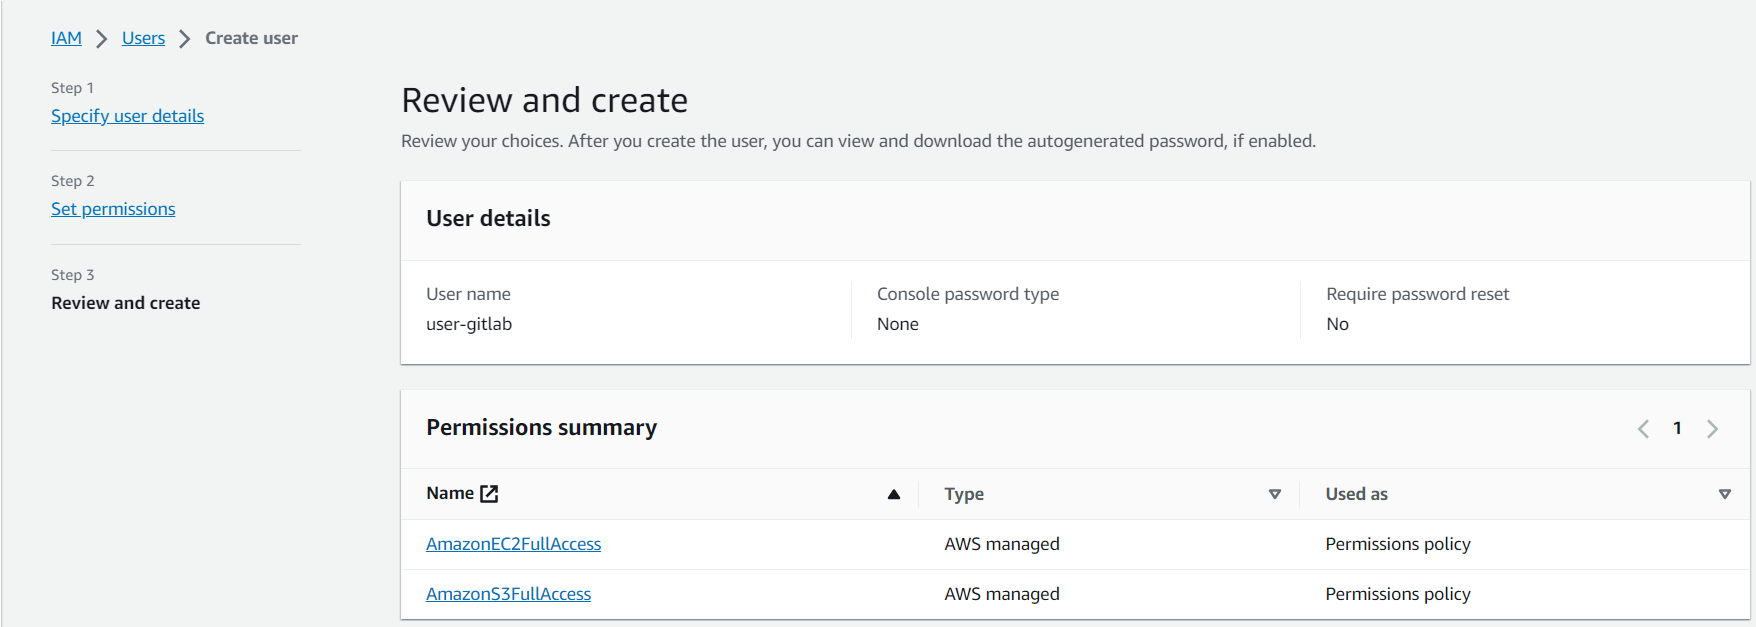 IAM > Users > Create user
Step 1
Specify user details
Step 2
Set permissions
Step 3
Review and create
Review and create
Review your choices. After you create the user, you can view and download the autogenerated password, if enabled.
User details
User name
user-gitlab
Console password type
None
Require password reset
No
Permissions summary
1
Name Type Used as
AmazonEC2FullAccess AWS managed Permissions policy
AmazonS3FullAccess AWS managed Permissions policy